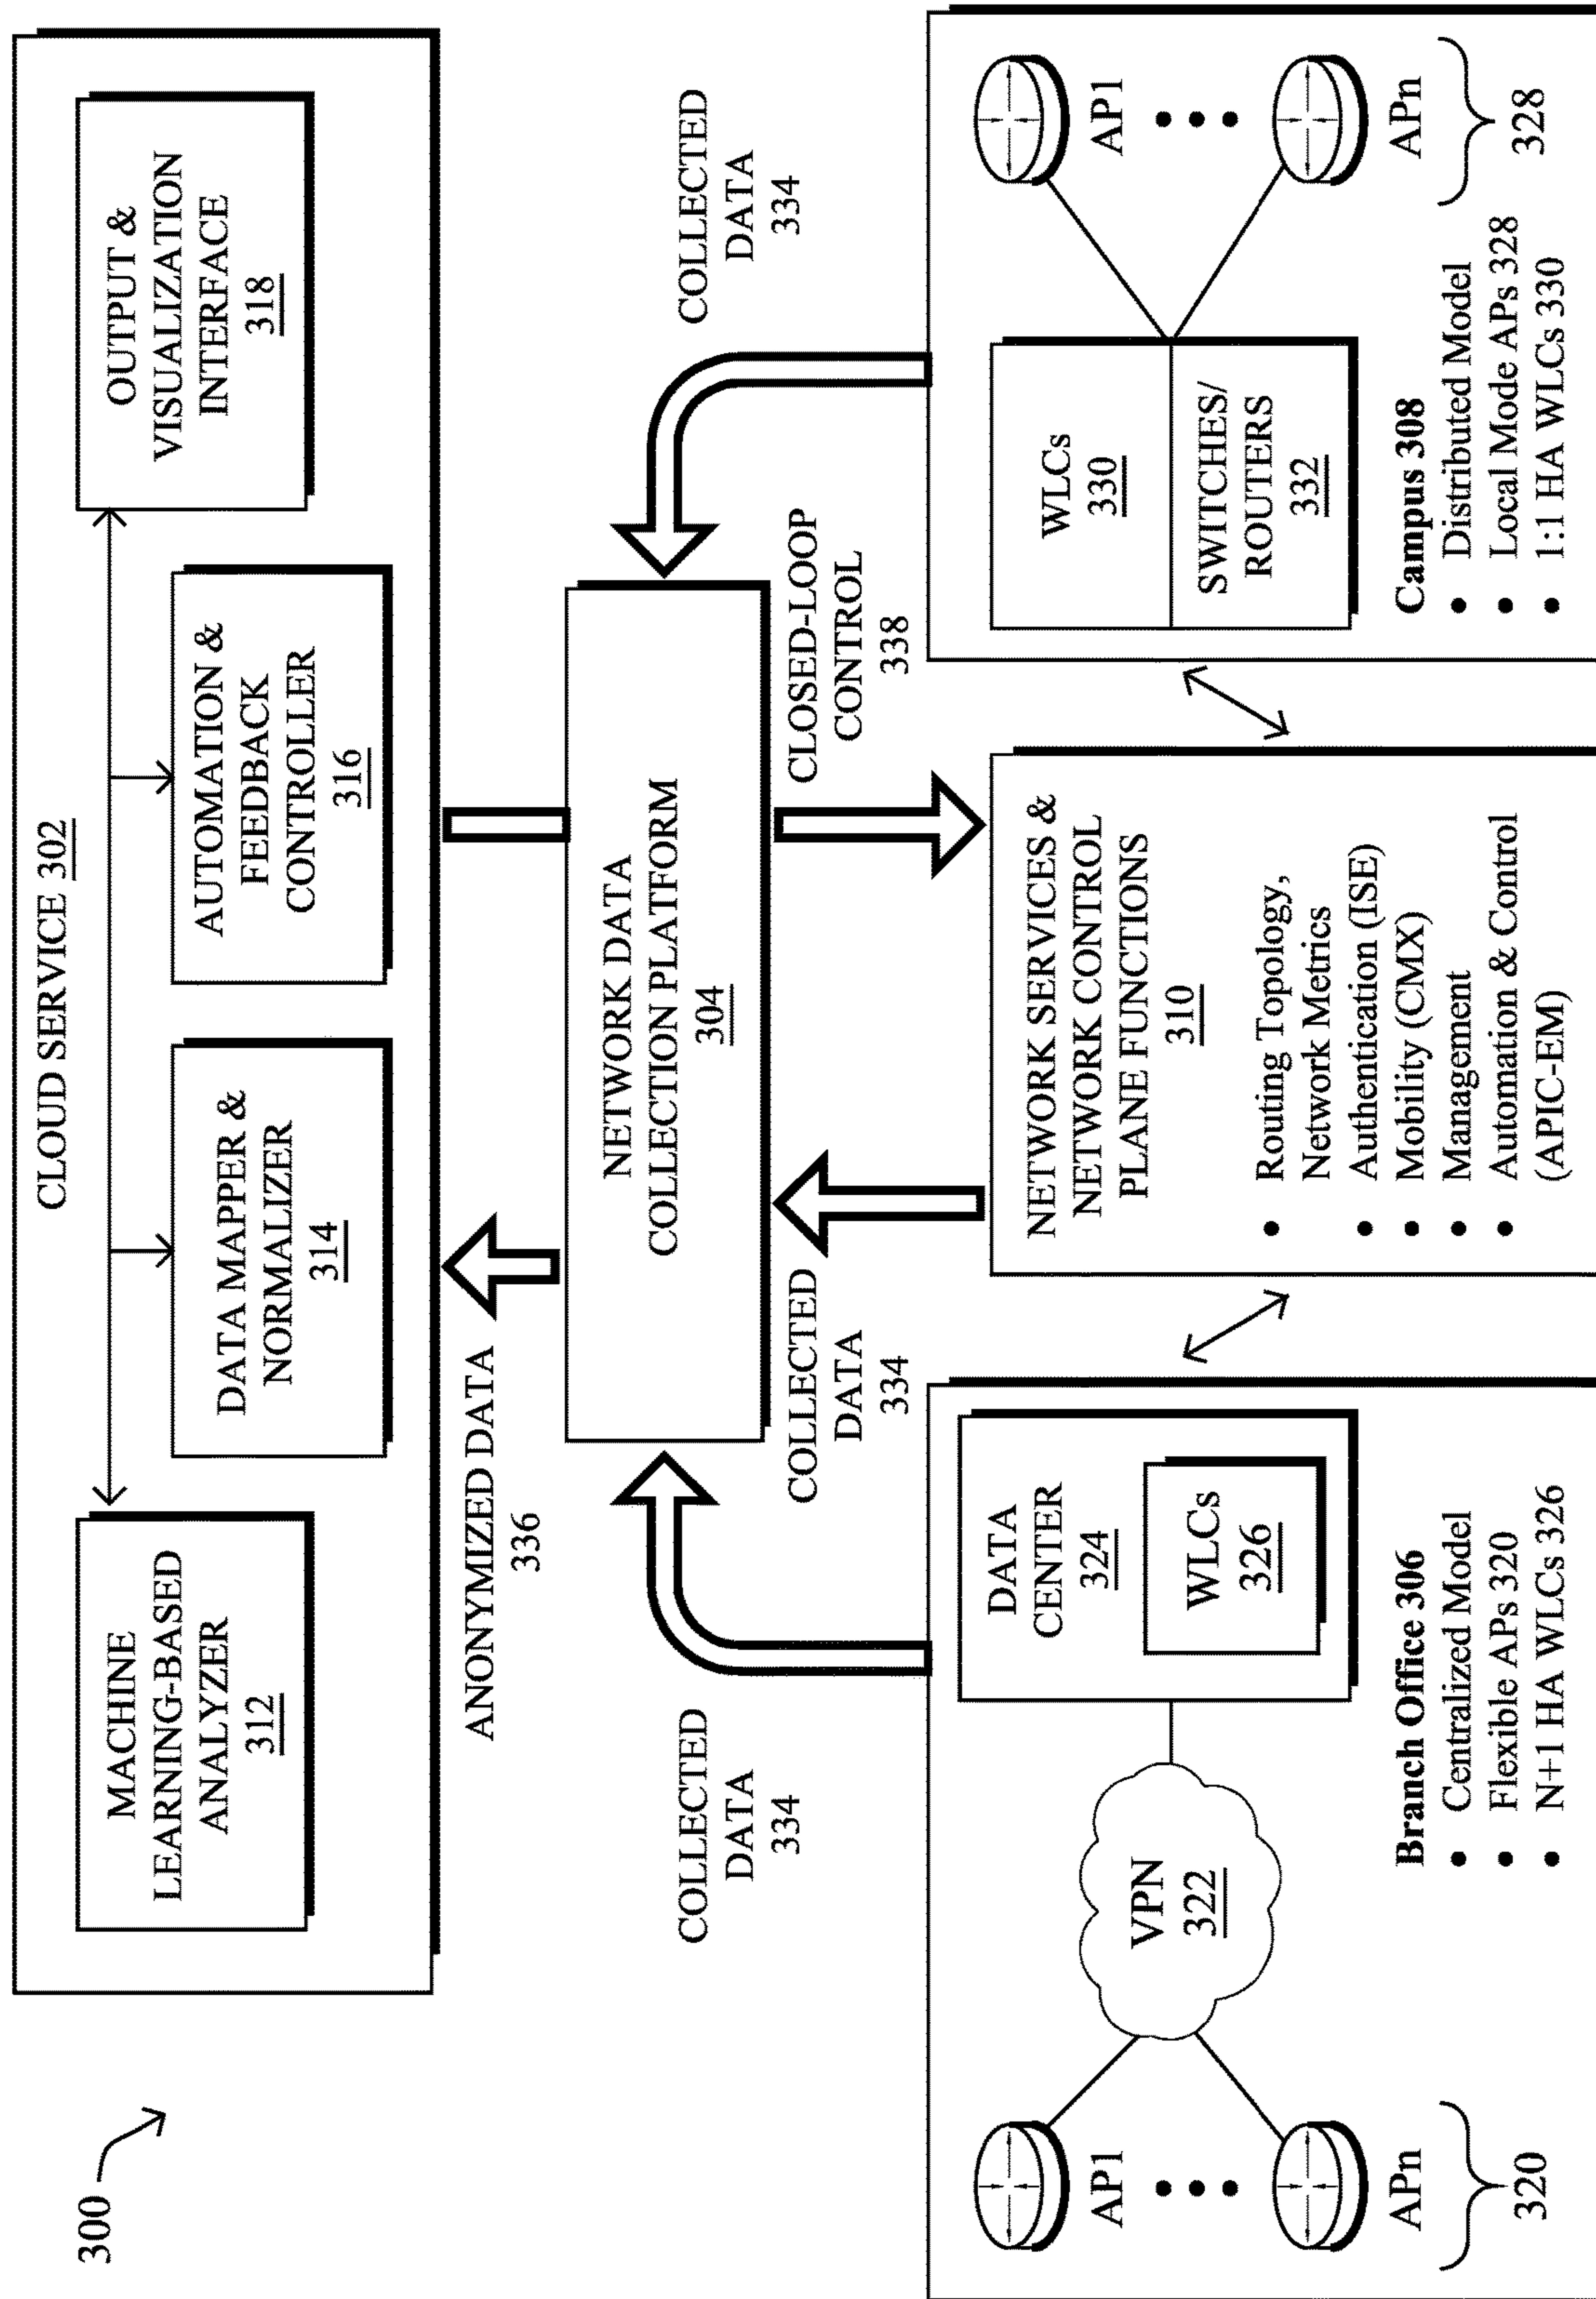 300
CLOUD SERVICE 302
MACHINE
LEARNING-BASED
ANALYZER
312
DATA MAPPER &
NORMALIZER
314
AUTOMATION &
FEEDBACK
CONTROLLER
316
OUTPUT &
VISUALIZATION
INTERFACE
318
ANONYMIZED DATA
336
COLLECTED
DATA
334
NETWORK DATA
COLLECTION PLATFORM
304
COLLECTED
DATA
334
COLLECTED
DATA
334
CLOSED-LOOP
CONTROL
338
AP1
APn
320
VPN
322
DATA
CENTER
324
WLCs
326
Branch Office 306
• Centralized Model
• Flexible APs 320
• N+1 HA WLCs 326
NETWORK SERVICES &
NETWORK CONTROL
PLANE FUNCTIONS
310
• Routing Topology,
Network Metrics
• Authentication (ISE)
• Mobility (CMX)
• Management
• Automation & Control
(APIC-EM)
WLCs
330
SWITCHES/
ROUTERS
332
AP1
APn
328
Campus 308
• Distributed Model
• Local Mode APs 328
• 1:1 HA WLCs 330